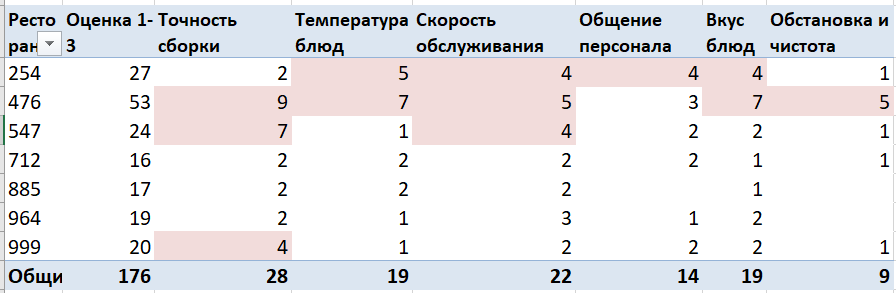 Ресто Оценка 1- Точность Температура Скорость Общение Вкус Обстановка и
ран 3 сборки блюд обслуживания персонала блюд чистота
254 27 2 5 4 4 4 1
476 53 9 7 5 3 7 5
547 24 7 1 4 2 2 1
712 16 2 2 2 2 1 1
885 17 2 2 2 1
964 19 2 1 3 1 2
999 20 4 1 2 2 2 1
Общи 176 28 19 22 14 19 9